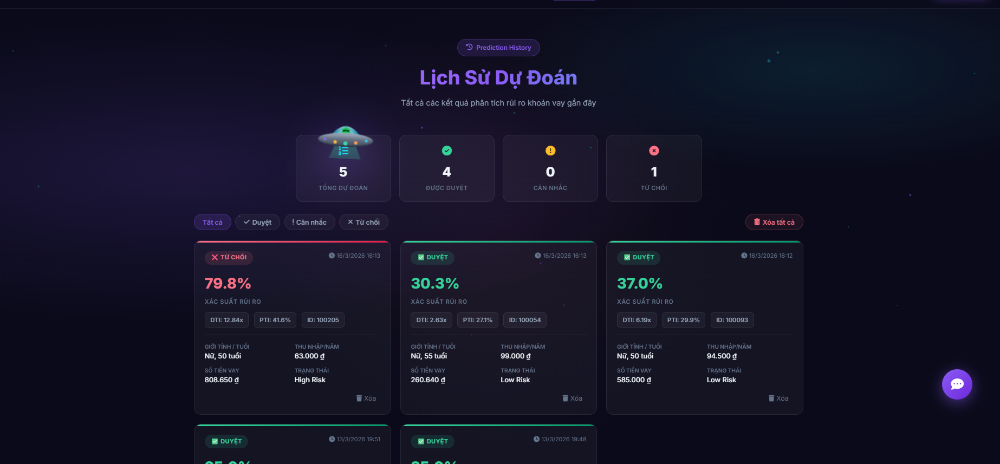 Prediction History
Lịch Sử Dự Đoán
Tất cả các kết quả phân tích rủi ro khoản vay gần đây
5
TỔNG DỰ ĐOÁN
4
ĐƯỢC DUYỆT
0
CÂN NHẮC
1
TỪ CHỐI
Tất cả
Duyệt
! Cân nhắc
Từ chối
Xóa tất cả
TỪ CHỐI
16/3/2026 16:13
79.8%
XÁC SUẤT RỦI RO
DTI: 12.84x
PTI: 41.6%
ID: 100205
GIỚI TÍNH / TUỔI
Nữ, 50 tuổi
THU NHẬP/NĂM
63.000 ₫
SỐ TIỀN VAY
808.650 ₫
TRẠNG THÁI
High Risk
Xóa
DUYỆT
16/3/2026 16:13
30.3%
XÁC SUẤT RỦI RO
DTI: 2.63x
PTI: 27.1%
ID: 100054
GIỚI TÍNH / TUỔI
Nữ, 55 tuổi
THU NHẬP/NĂM
99.000 ₫
SỐ TIỀN VAY
260.640 ₫
TRẠNG THÁI
Low Risk
Xóa
DUYỆT
16/3/2026 16:12
37.0%
XÁC SUẤT RỦI RO
DTI: 6.19x
PTI: 29.9%
ID: 100093
GIỚI TÍNH / TUỔI
Nữ, 50 tuổi
THU NHẬP/NĂM
94.500 ₫
SỐ TIỀN VAY
585.000 ₫
TRẠNG THÁI
Low Risk
Xóa
DUYỆT
13/3/2026 19:51
DUYỆT
13/3/2026 19:48